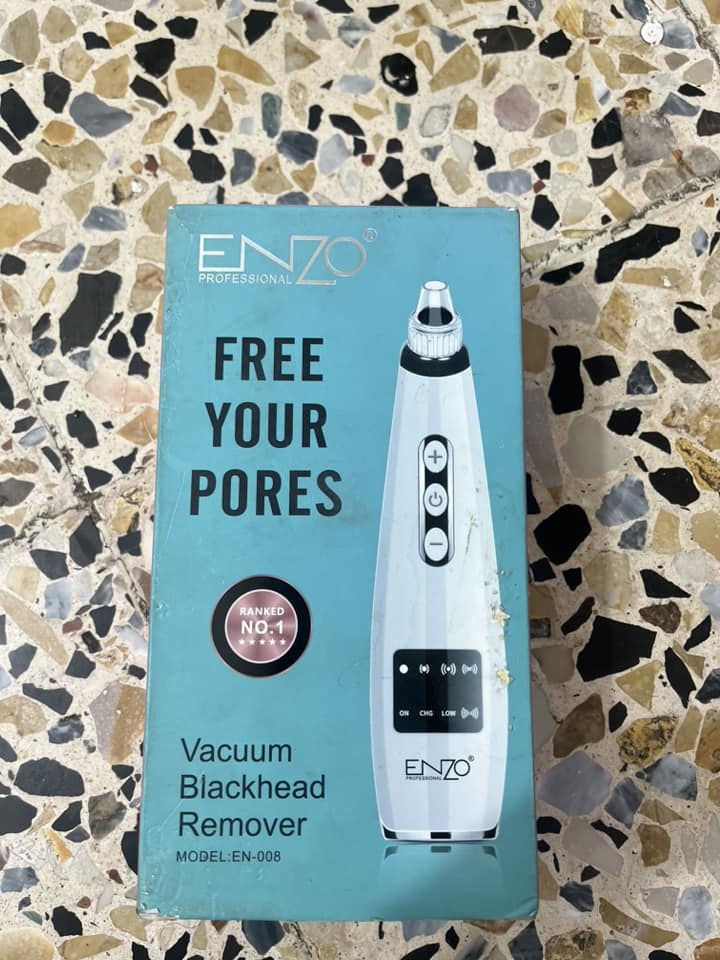 ENZO®
PROFESSIONAL
FREE
YOUR
PORES
RANKED
NO.1
Vacuum
Blackhead
Remover
MODEL:EN-008
ON CHG LOW
ENZO®
PROFESSIONAL